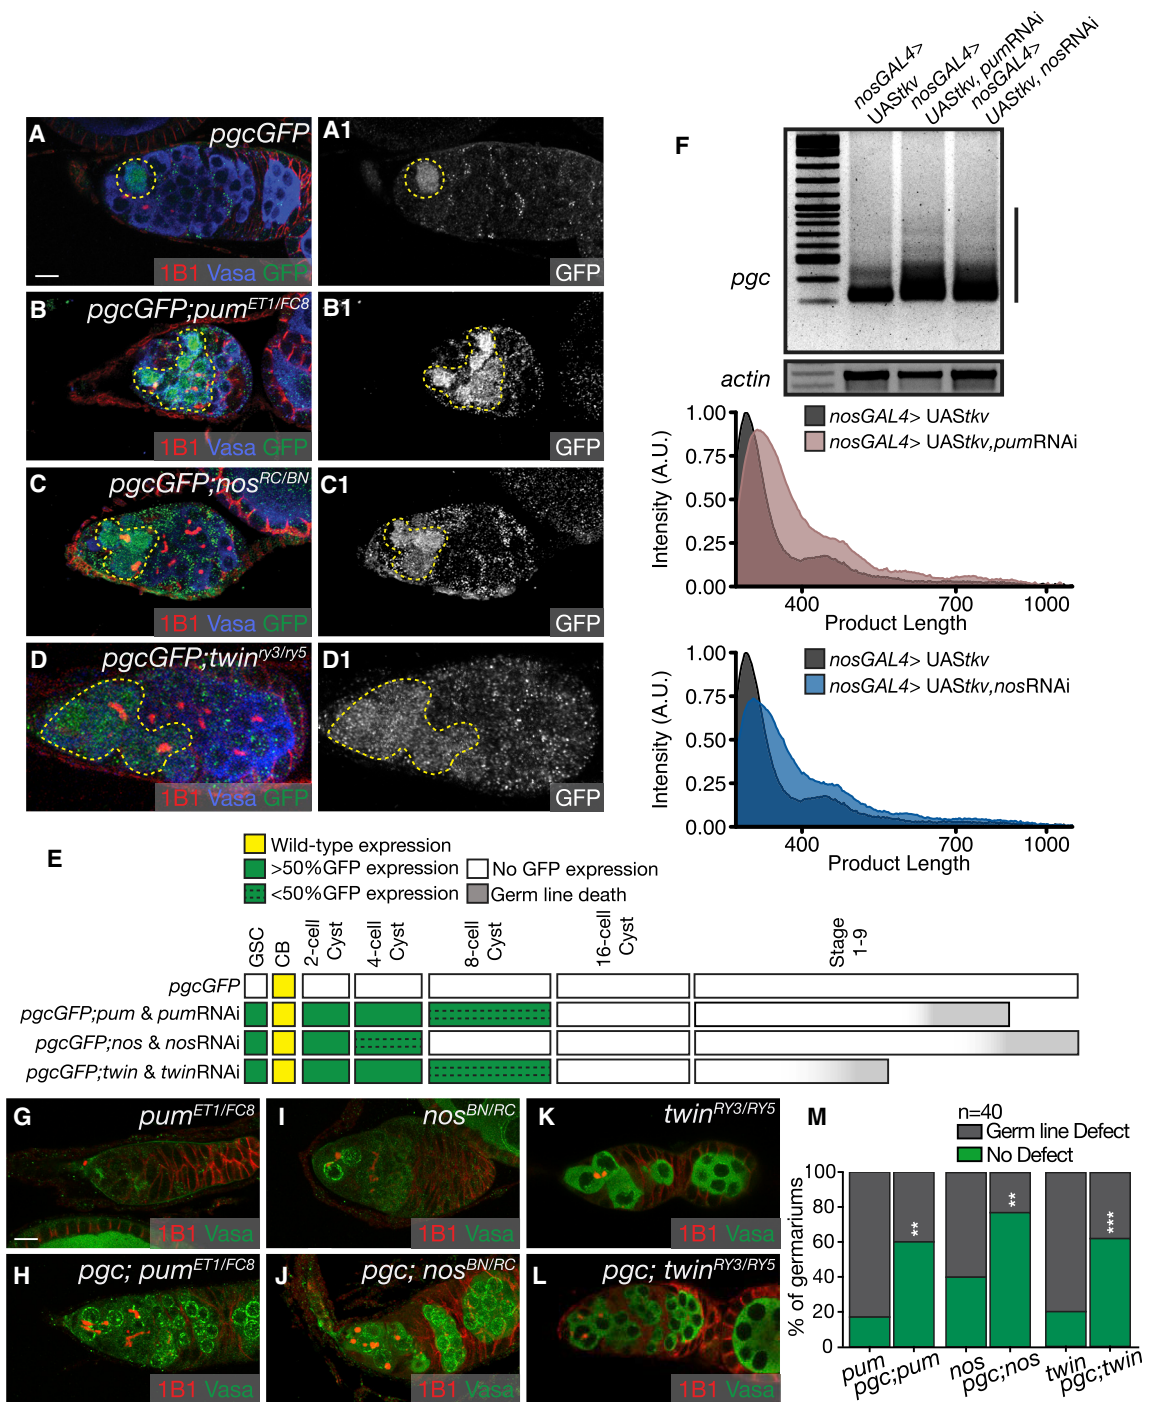 A
pgcGFP
1B1 Vasa GFP
A1
GFP
B
pgcGFP;pumET1/FC8
1B1 Vasa GFP
B1
GFP
C
pgcGFP;nosRC/BN
1B1 Vasa GFP
C1
GFP
D
pgcGFP;twinry3/ry5
1B1 Vasa GFP
D1
GFP
F
nosGAL4>
UAStkv
nosGAL4>
UAStkv, pumRNAi
nosGAL4>
UAStkv, nosRNAi
pgc
actin
nosGAL4> UAStkv
nosGAL4> UAStkv,pumRNAi
Intensity (A.U.)
1.00
0.75
0.50
0.25
0.00
400
700
1000
Product Length
nosGAL4> UAStkv
nosGAL4> UAStkv,nosRNAi
Intensity (A.U.)
1.00
0.75
0.50
0.25
0.00
400
700
1000
Product Length
E
Wild-type expression
>50%GFP expression
No GFP expression
<50%GFP expression
Germ line death
GSC
CB
2-cell
Cyst
4-cell
Cyst
8-cell
Cyst
16-cell
Cyst
Stage
1-9
pgcGFP
pgcGFP;pum & pumRNAi
pgcGFP;nos & nosRNAi
pgcGFP;twin & twinRNAi
G
pumET1/FC8
1B1 Vasa
I
nosBN/RC
1B1 Vasa
K
twinRY3/RY5
1B1 Vasa
H
pgc; pumET1/FC8
1B1 Vasa
J
pgc; nosBN/RC
1B1 Vasa
L
pgc; twinRY3/RY5
1B1 Vasa
M
n=40
Germ line Defect
No Defect
% of germariums
100
80
60
40
20
0
**
**
***
pum
pgc;pum
nos
pgc;nos
twin
pgc;twin